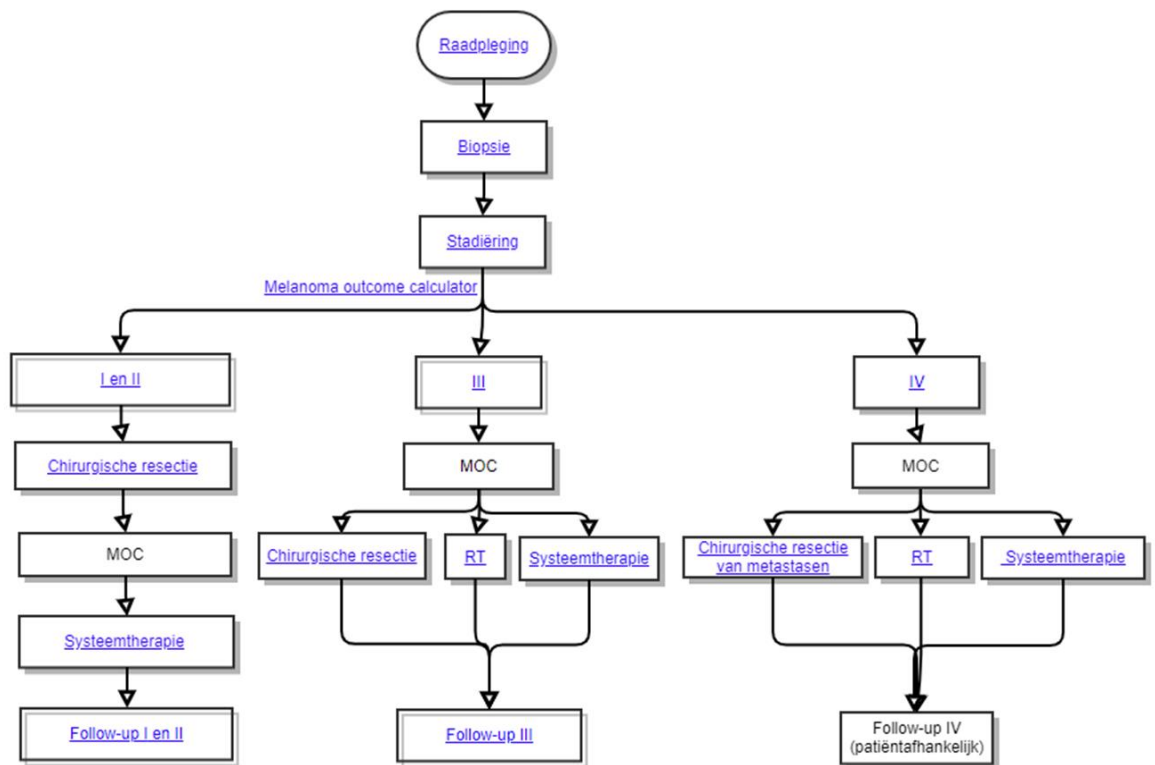 Raadpleging
Biopsie
Stadiëring
Melanoma outcome calculator
I en II
III
IV
Chirurgische resectie
MOC
MOC
MOC
Chirurgische resectie
RT
Systeemtherapie
Chirurgische resectie
van metastasen
RT
Systeemtherapie
Systeemtherapie
Follow-up I en II
Follow-up III
Follow-up IV
(patiëntafhankelijk)